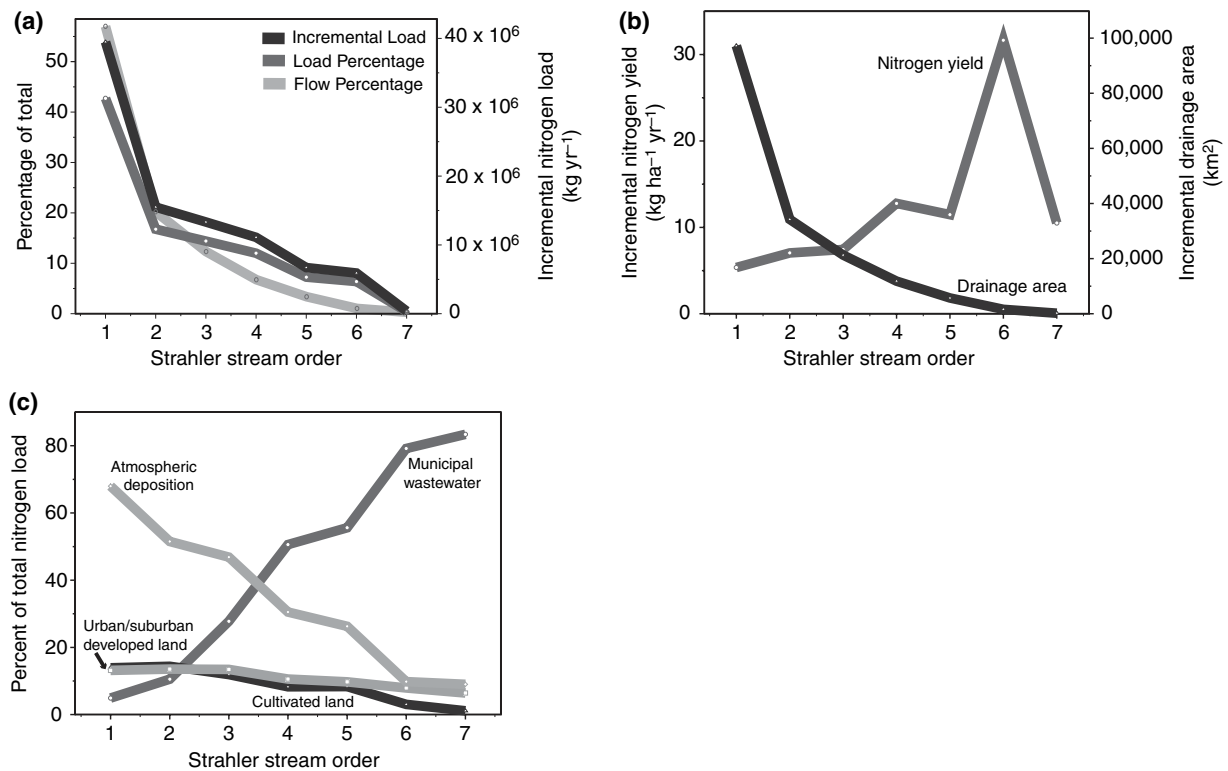 (a)
Incremental Load
Load Percentage
Flow Percentage
Percentage of total
50
40
30
20
10
0
40 x 10⁶
30 x 10⁶
20 x 10⁶
10 x 10⁶
0
Incremental nitrogen load
(kg yr⁻¹)
1 2 3 4 5 6 7
Strahler stream order
(b)
Nitrogen yield
Drainage area
Incremental nitrogen yield
(kg ha⁻¹ yr⁻¹)
30
20
10
0
100,000
80,000
60,000
40,000
20,000
0
Incremental drainage area
(km²)
1 2 3 4 5 6 7
Strahler stream order
(c)
Atmospheric
deposition
Municipal
wastewater
Urban/suburban
developed land
Cultivated land
Percent of total nitrogen load
80
60
40
20
0
1 2 3 4 5 6 7
Strahler stream order